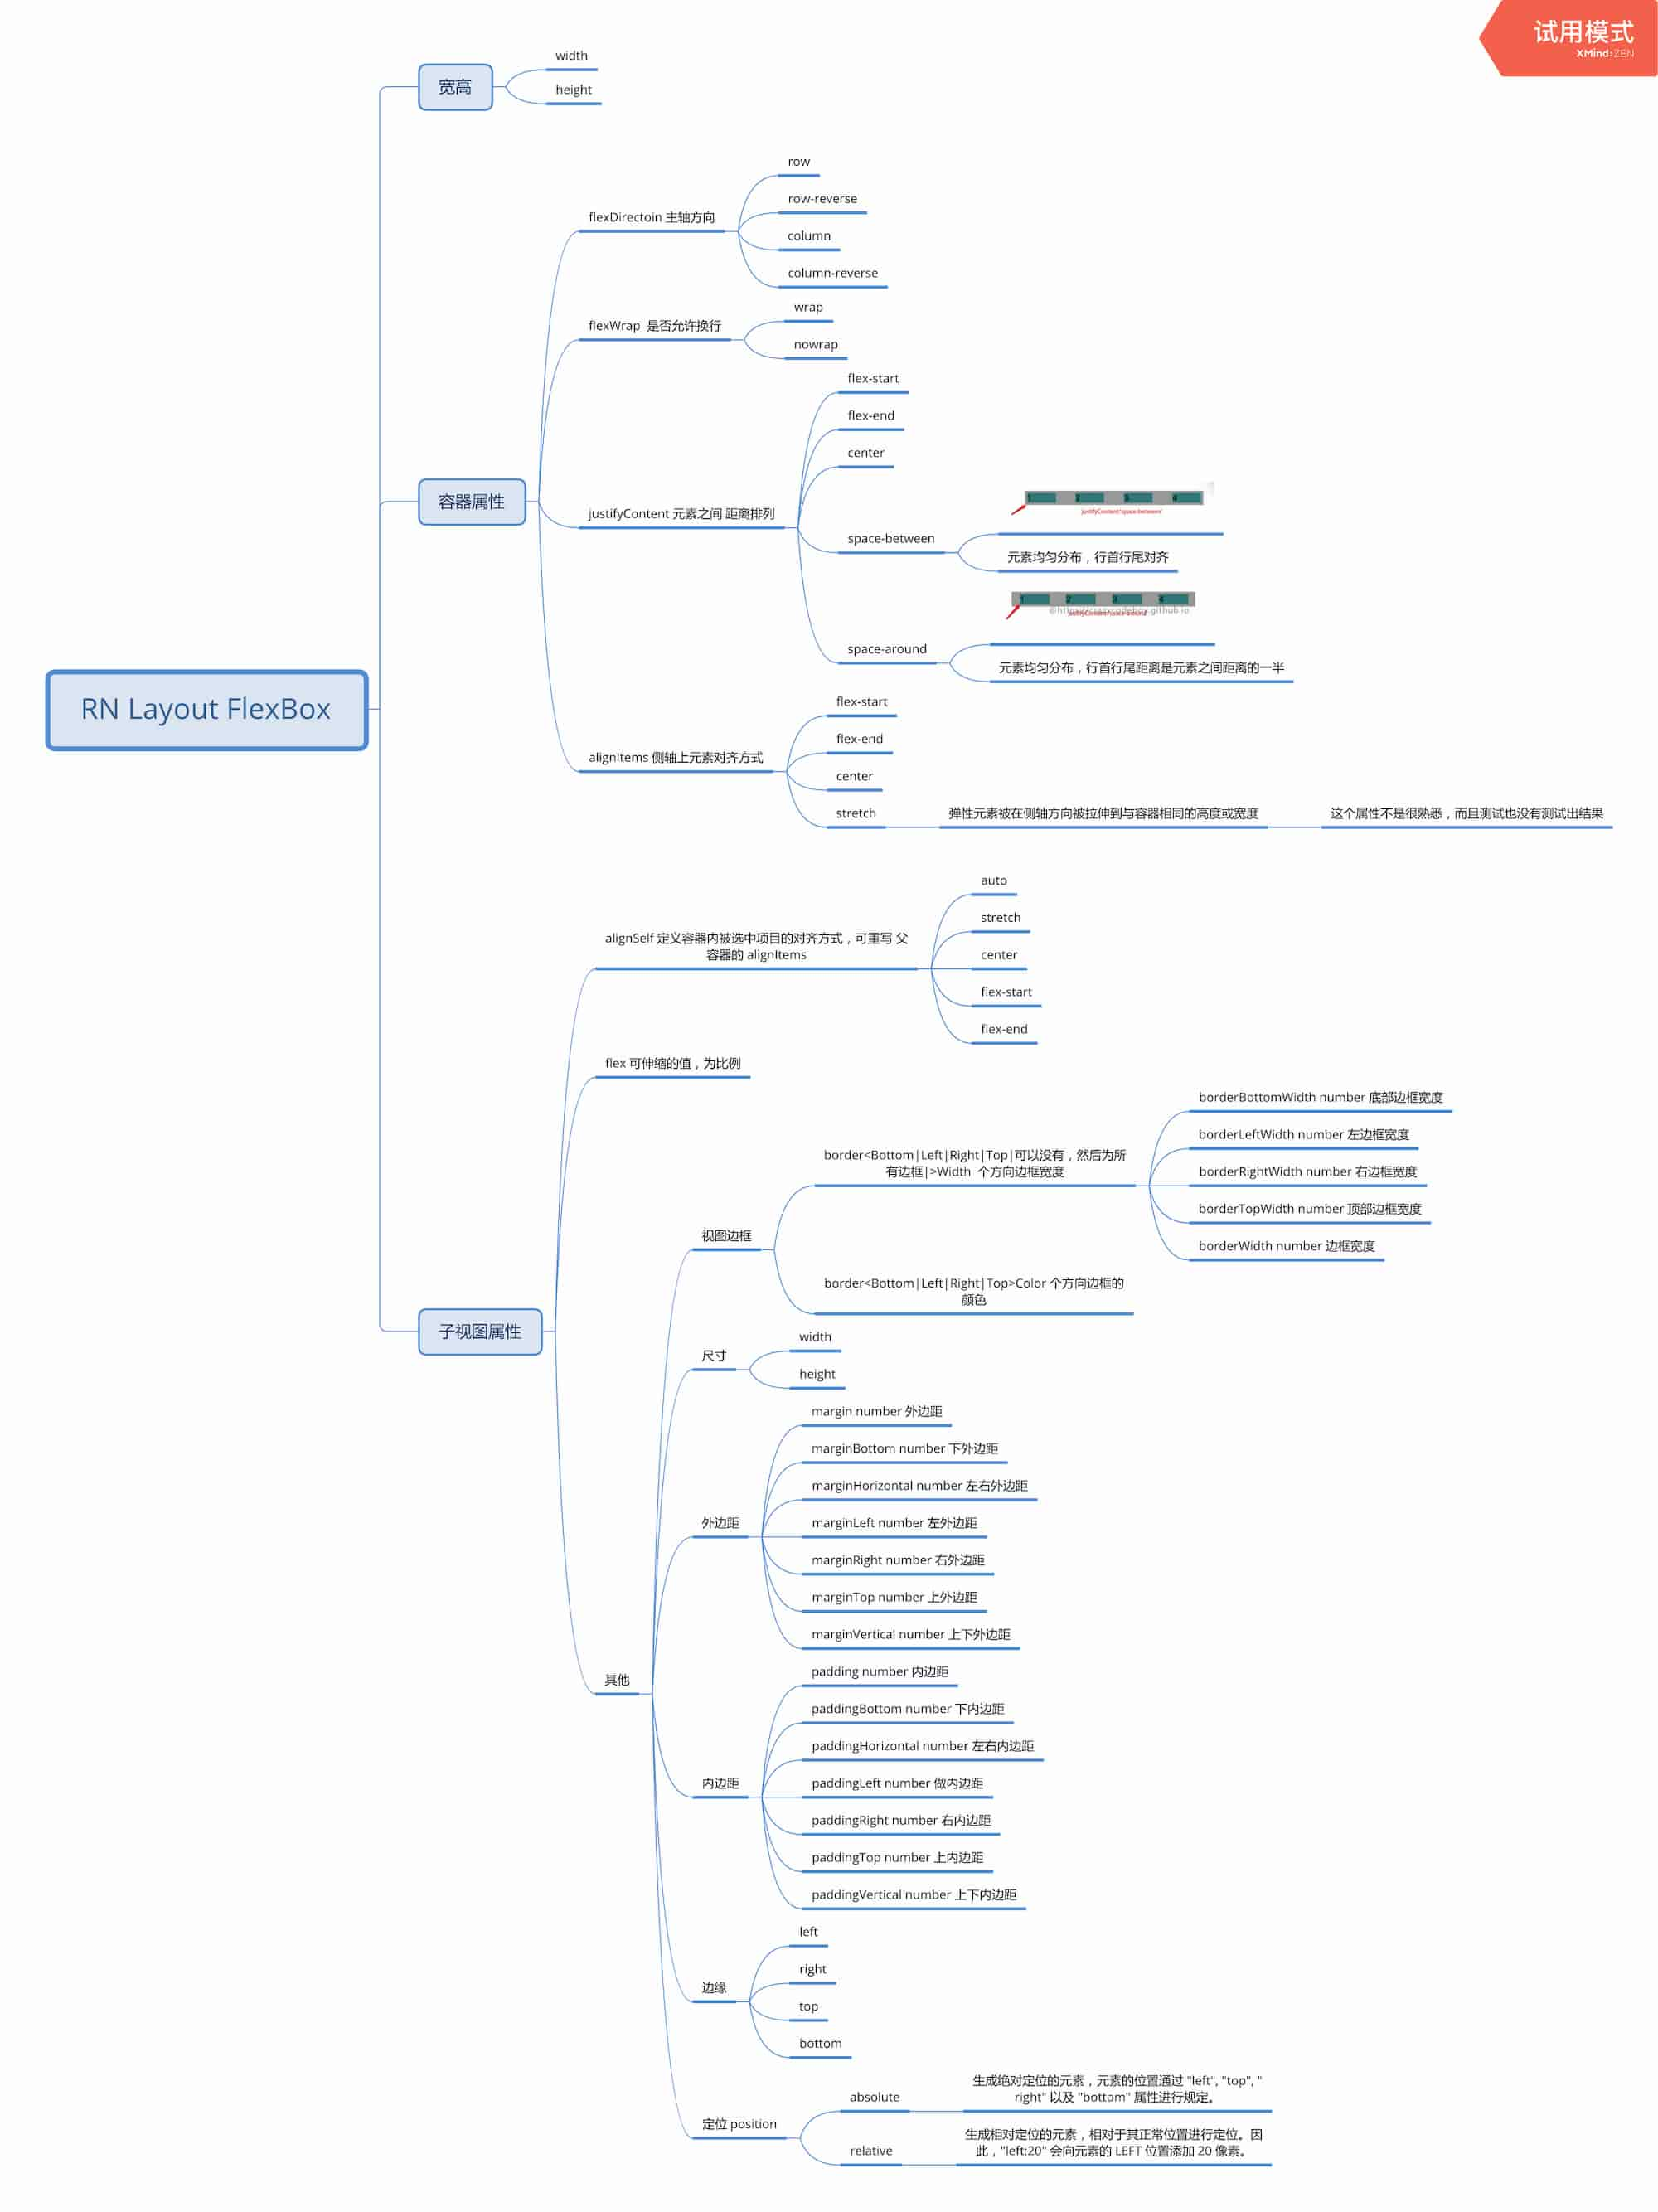 试用模式
XMind:ZEN
RN Layout FlexBox
宽高
width
height
容器属性
flexDirectoin 主轴方向
row
row-reverse
column
column-reverse
flexWrap 是否允许换行
wrap
nowrap
justifyContent 元素之间 距离排列
flex-start
flex-end
center
space-between
1 2 3 4
justifyContent:'space-between'
元素均匀分布，行首行尾对齐
space-around
1 2 3 4
元素均匀分布，行首行尾距离是元素之间距离的一半
alignItems 侧轴上元素对齐方式
flex-start
flex-end
center
stretch
弹性元素被在侧轴方向被拉伸到与容器相同的高度或宽度
这个属性不是很熟悉，而且测试也没有测试出结果
子视图属性
alignSelf 定义容器内被选中项目的对齐方式，可重写 父
容器的 alignItems
auto
stretch
center
flex-start
flex-end
flex 可伸缩的值，为比例
其他
视图边框
border<Bottom|Left|Right|Top|可以没有，然后为所
有边框|>Width 个方向边框宽度
borderBottomWidth number 底部边框宽度
borderLeftWidth number 左边框宽度
borderRightWidth number 右边框宽度
borderTopWidth number 顶部边框宽度
borderWidth number 边框宽度
border<Bottom|Left|Right|Top>Color 个方向边框的
颜色
尺寸
width
height
外边距
margin number 外边距
marginBottom number 下外边距
marginHorizontal number 左右外边距
marginLeft number 左外边距
marginRight number 右外边距
marginTop number 上外边距
marginVertical number 上下外边距
内边距
padding number 内边距
paddingBottom number 下内边距
paddingHorizontal number 左右内边距
paddingLeft number 做内边距
paddingRight number 右内边距
paddingTop number 上内边距
paddingVertical number 上下内边距
边缘
left
right
top
bottom
定位 position
absolute
生成绝对定位的元素，元素的位置通过 "left", "top", "
right" 以及 "bottom" 属性进行规定。
relative
生成相对定位的元素，相对于其正常位置进行定位。因
此，"left:20" 会向元素的 LEFT 位置添加 20 像素。